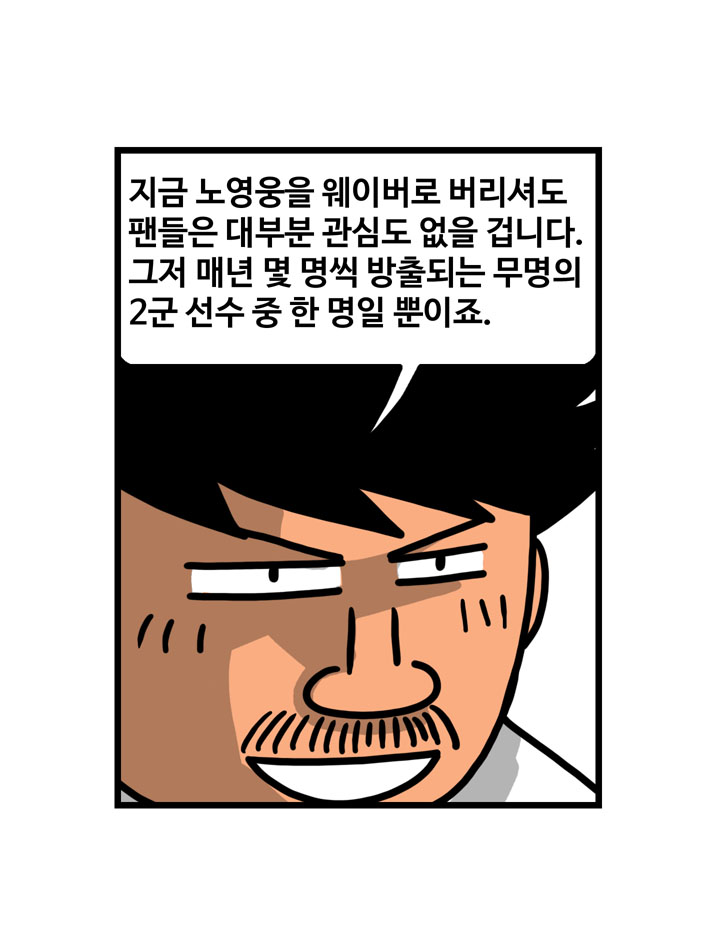 지금 노영웅을 웨이버로 버리셔도
팬들은 대부분 관심도 없을 겁니다.
그저 매년 몇 명씩 방출되는 무명의
2군 선수 중 한 명일 뿐이죠.